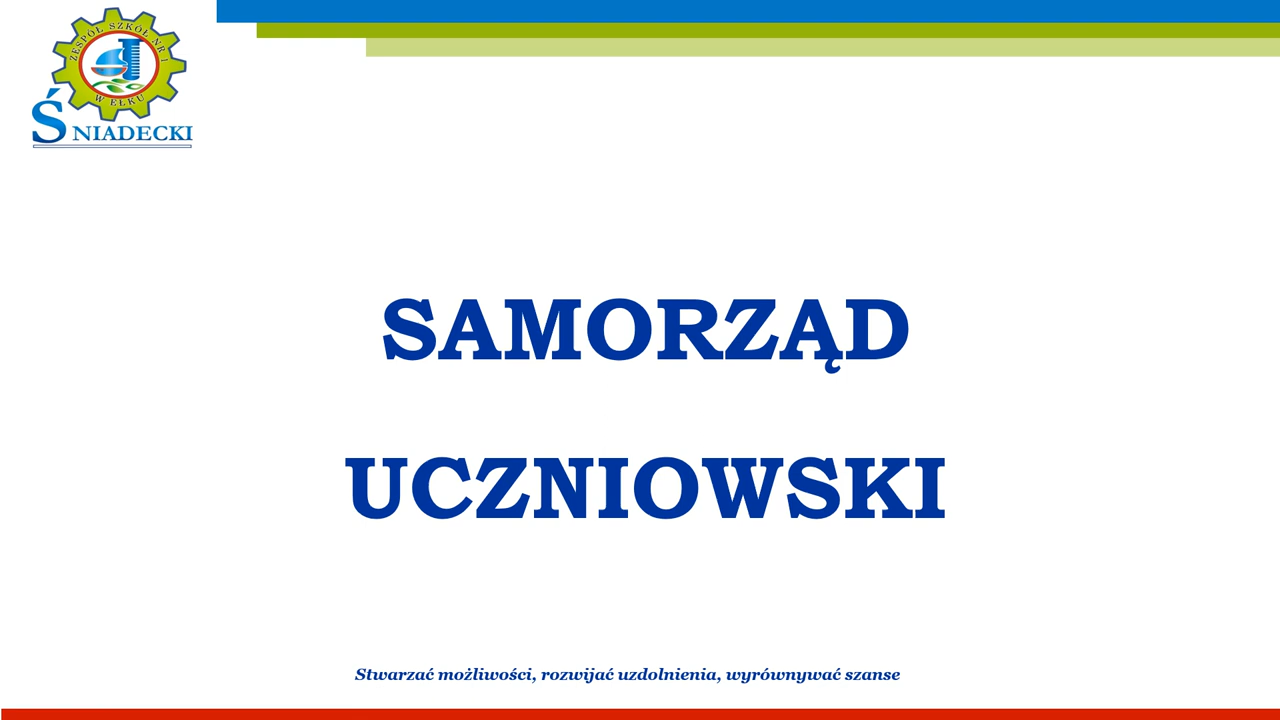 ZESPÓŁ SZKÓŁ NR 1
W EŁKU
ŚNIADECKI
SAMORZĄD
UCZNIOWSKI
Stwarzać możliwości, rozwijać uzdolnienia, wyrównywać szanse